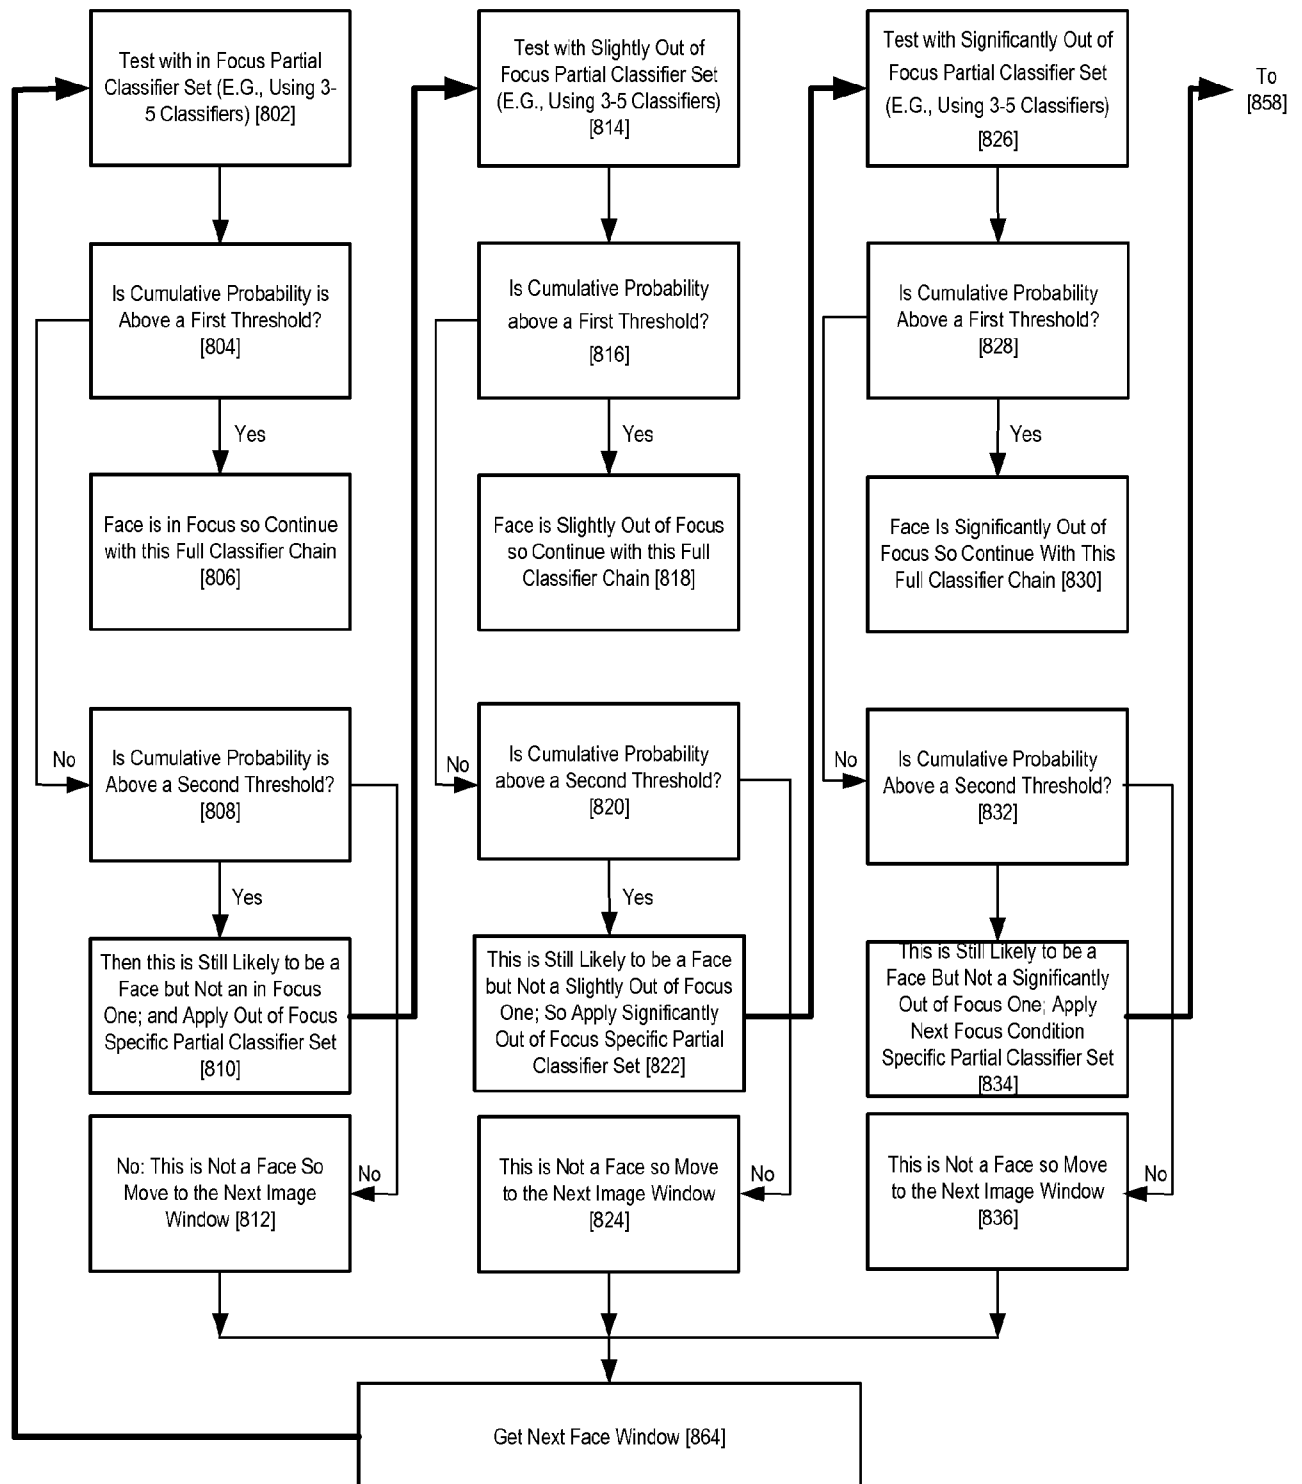 Test with in Focus Partial
Classifier Set (E.G., Using 3-
5 Classifiers) [802]
Is Cumulative Probability is
Above a First Threshold?
[804]
Yes
Face is in Focus so Continue
with this Full Classifier Chain
[806]
No
Is Cumulative Probability is
Above a Second Threshold?
[808]
Yes
Then this is Still Likely to be a
Face but Not an in Focus
One; and Apply Out of Focus
Specific Partial Classifier Set
[810]
No: This is Not a Face So
Move to the Next Image
Window [812]
No
Test with Slightly Out of
Focus Partial Classifier Set
(E.G., Using 3-5 Classifiers)
[814]
Is Cumulative Probability
above a First Threshold?
[816]
Yes
Face is Slightly Out of Focus
so Continue with this Full
Classifier Chain [818]
No
Is Cumulative Probability
above a Second Threshold?
[820]
Yes
This is Still Likely to be a Face
but Not a Slightly Out of Focus
One; So Apply Significantly
Out of Focus Specific Partial
Classifier Set [822]
This is Not a Face so Move
to the Next Image Window
[824]
No
Test with Significantly Out of
Focus Partial Classifier Set
(E.G., Using 3-5 Classifiers)
[826]
Is Cumulative Probability
Above a First Threshold?
[828]
Yes
Face Is Significantly Out of
Focus So Continue With This
Full Classifier Chain [830]
No
Is Cumulative Probability
Above a Second Threshold?
[832]
This is Still Likely to be a
Face But Not a Significantly
Out of Focus One; Apply
Next Focus Condition
Specific Partial Classifier Set
[834]
This is Not a Face so Move
to the Next Image Window
[836]
No
To
[858]
Get Next Face Window [864]